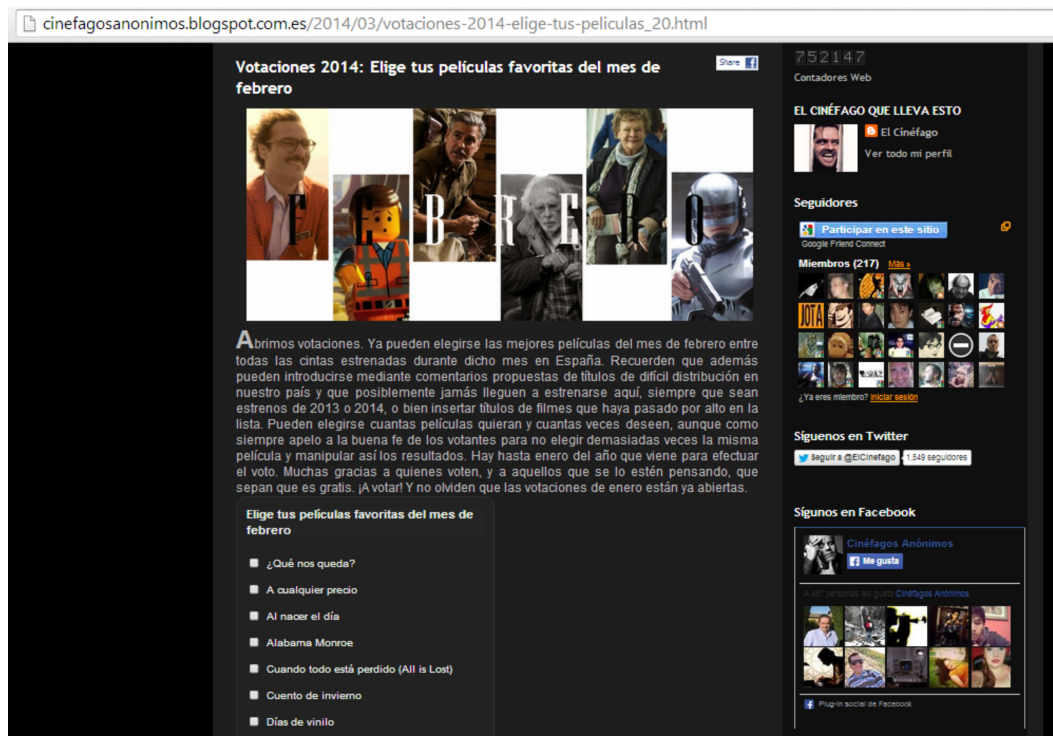 cinefagosanonimos.blogspot.com.es/2014/03/votaciones-2014-elige-tus-peliculas_20.html
Votaciones 2014: Elige tus películas favoritas del mes de
febrero
Share
FEBRERO
Abrimos votaciones. Ya pueden elegirse las mejores películas del mes de febrero entre
todas las cintas estrenadas durante dicho mes en España. Recuerden que además
pueden introducirse mediante comentarios propuestas de títulos de difícil distribución en
nuestro país y que posiblemente jamás lleguen a estrenarse aquí, siempre que sean
estrenos de 2013 o 2014, o bien insertar títulos de filmes que haya pasado por alto en la
lista. Pueden elegirse cuantas películas quieran y cuantas veces deseen, aunque como
siempre apelo a la buena fe de los votantes para no elegir demasiadas veces la misma
película y manipular así los resultados. Hay hasta enero del año que viene para efectuar
el voto. Muchas gracias a quienes voten, y a aquellos que se lo estén pensando, que
sepan que es gratis. ¡A votar! Y no olviden que las votaciones de enero están ya abiertas.
Elige tus películas favoritas del mes de
febrero
¿Qué nos queda?
A cualquier precio
Al nacer el día
Alabama Monroe
Cuando todo está perdido (All is Lost)
Cuento de invierno
Días de vinilo
752147
Contadores Web
EL CINÉFAGO QUE LLEVA ESTO
El Cinéfago
Ver todo mi perfil
Seguidores
Participar en este sitio
Google Friend Connect
Miembros (217) Más »
JOTA
¿Ya eres miembro? Iniciar sesión
Síguenos en Twitter
Seguir a @ElCinefago 1.549 seguidores
Sígunos en Facebook
Cinéfagos Anónimos
Me gusta
A 457 personas les gusta Cinéfagos Anónimos.
Plug-in social de Facebook